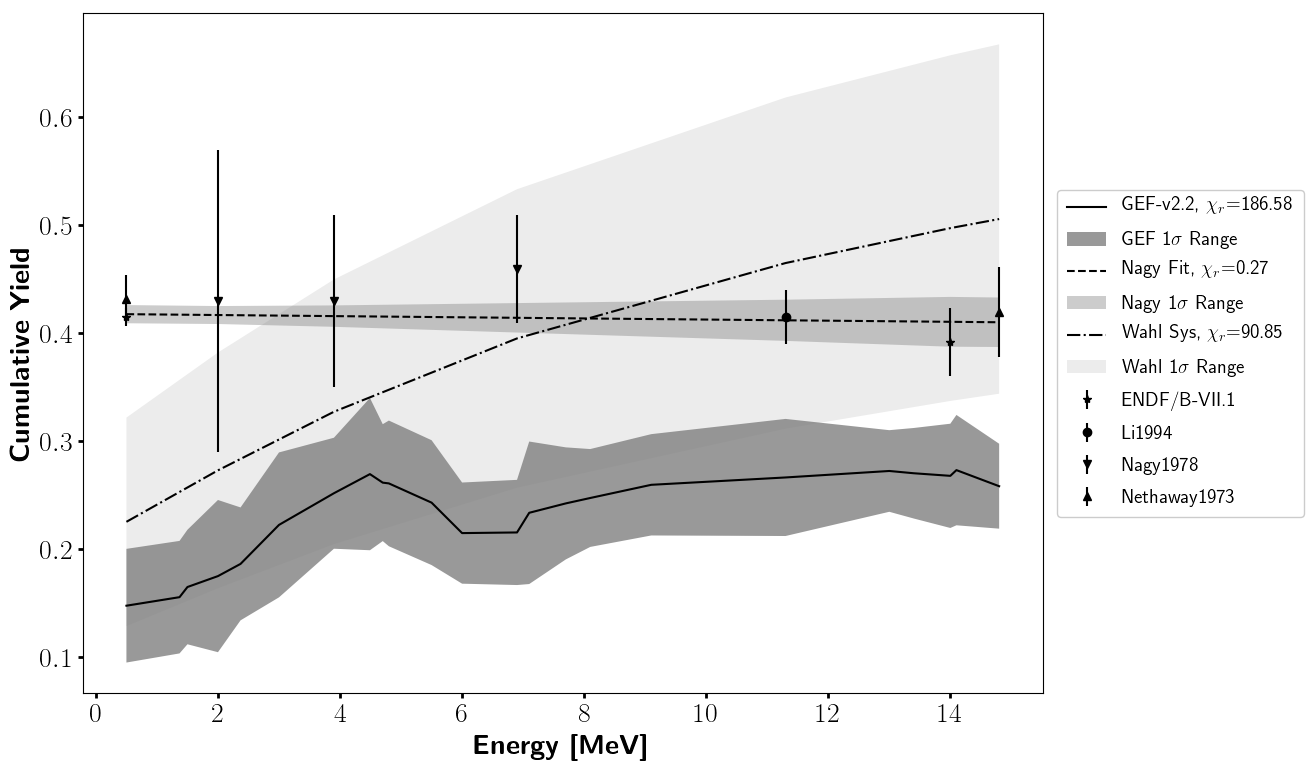 Cumulative Yield
0.6
0.5
0.4
0.3
0.2
0.1
0 2 4 6 8 10 12 14
Energy [MeV]
GEF-v2.2, χr=186.58
GEF 1σ Range
Nagy Fit, χr=0.27
Nagy 1σ Range
Wahl Sys, χr=90.85
Wahl 1σ Range
ENDF/B-VII.1
Li1994
Nagy1978
Nethaway1973